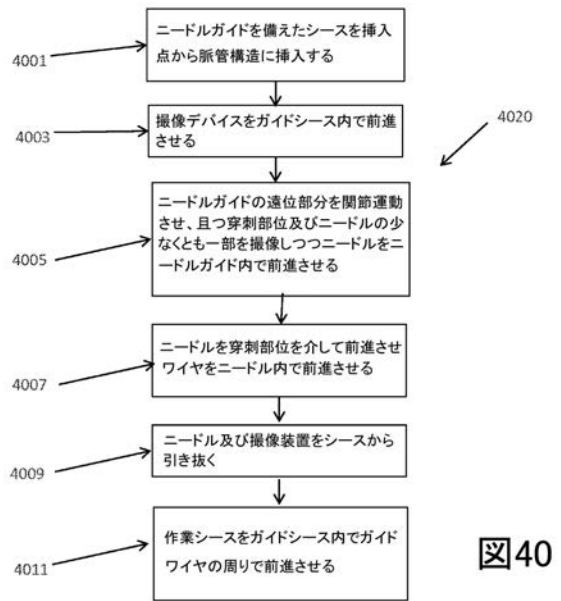 4001
ニードルガイドを備えたシースを挿入
点から脈管構造に挿入する
4003
撮像デバイスをガイドシース内で前進
させる
4020
4005
ニードルガイドの遠位部分を関節運動
させ、且つ穿刺部位及びニードルの少
なくとも一部を撮像しつつニードルをニ
ードルガイド内で前進させる
4007
ニードルを穿刺部位を介して前進させ
ワイヤをニードル内で前進させる
4009
ニードル及び撮像装置をシースから
引き抜く
4011
作業シースをガイドシース内でガイド
ワイヤの周りで前進させる
図40